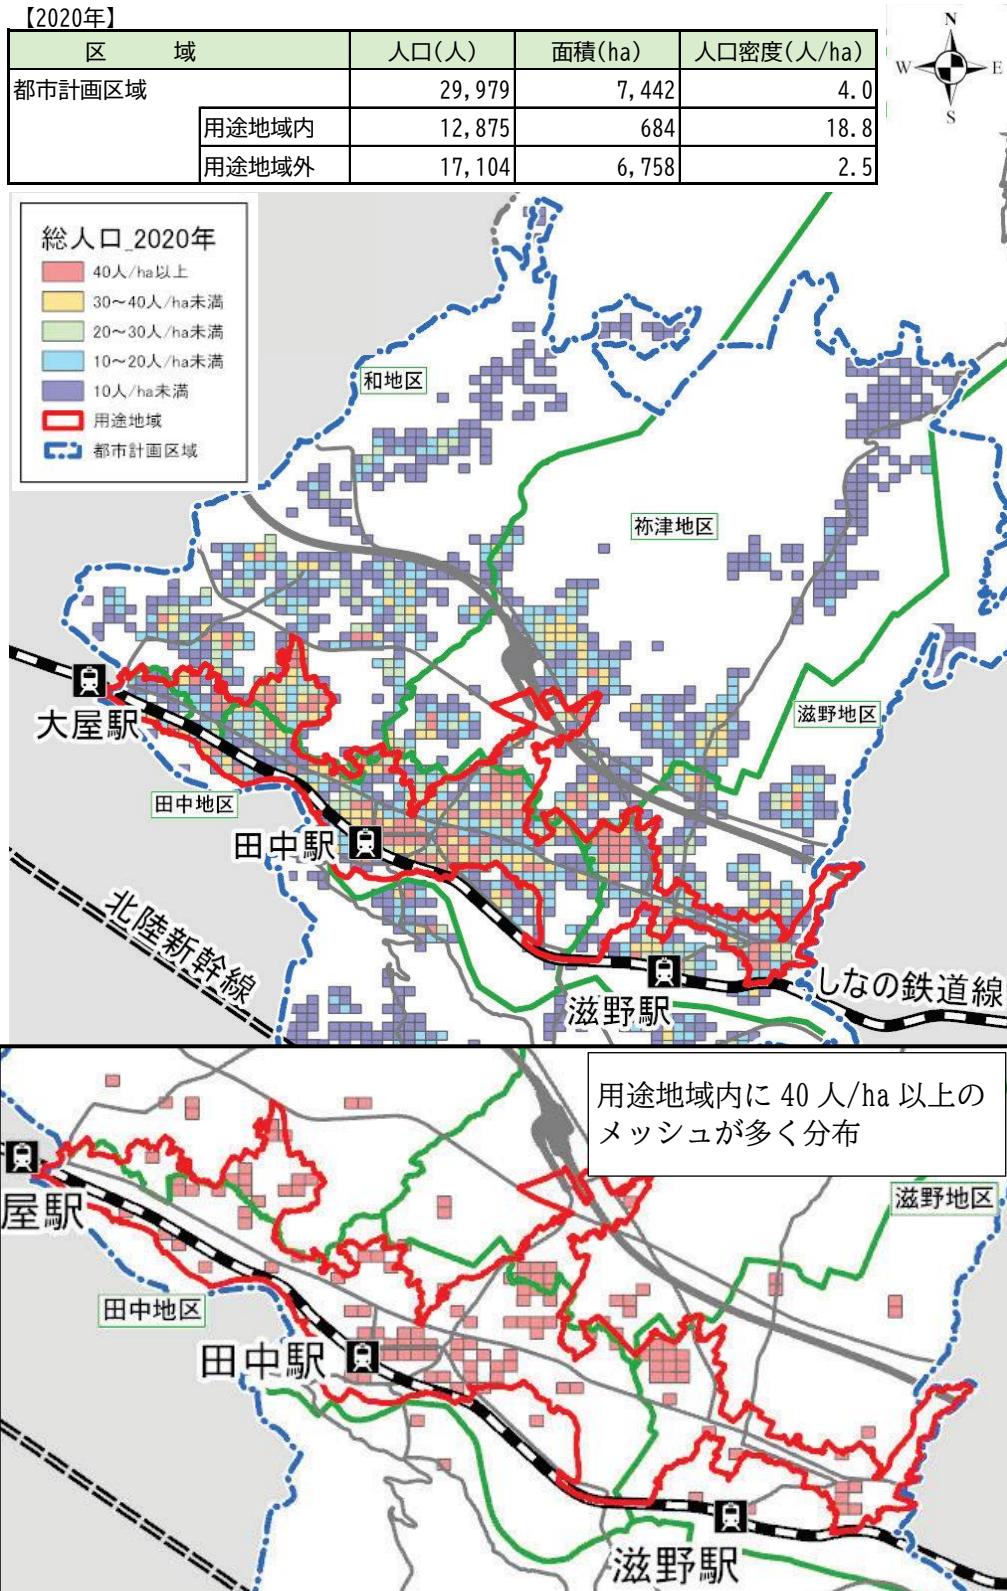 【2020年】
区　域 人口(人) 面積(ha) 人口密度(人/ha)
都市計画区域 29,979 7,442 4.0
用途地域内 12,875 684 18.8
用途地域外 17,104 6,758 2.5
N
W E
S
総人口_2020年
40人/ha以上
30～40人/ha未満
20～30人/ha未満
10～20人/ha未満
10人/ha未満
用途地域
都市計画区域
和地区
祢津地区
滋野地区
大屋駅
田中地区
田中駅
北陸新幹線
滋野駅
しなの鉄道線
用途地域内に 40 人/ha 以上の
メッシュが多く分布
滋野地区
屋駅
田中地区
田中駅
滋野駅